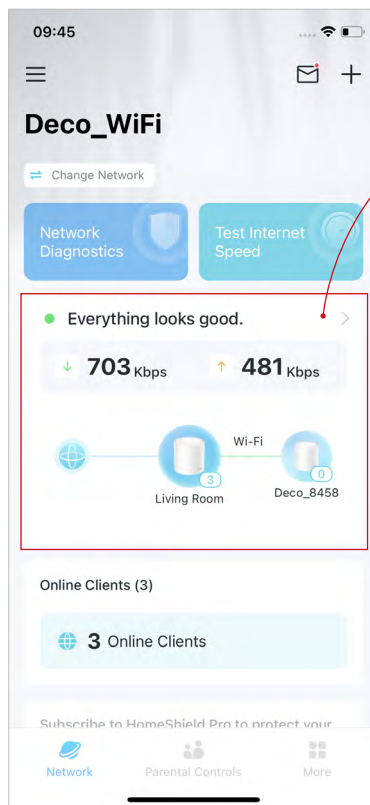 09:45
Deco_WiFi
Change Network
Network
Diagnostics
Test Internet
Speed
Everything looks good.
703 Kbps
481 Kbps
Wi-Fi
3
0
Living Room
Deco_8458
Online Clients (3)
3 Online Clients
Subscribe to HomeShield Pro to protect your
Network
Parental Controls
More